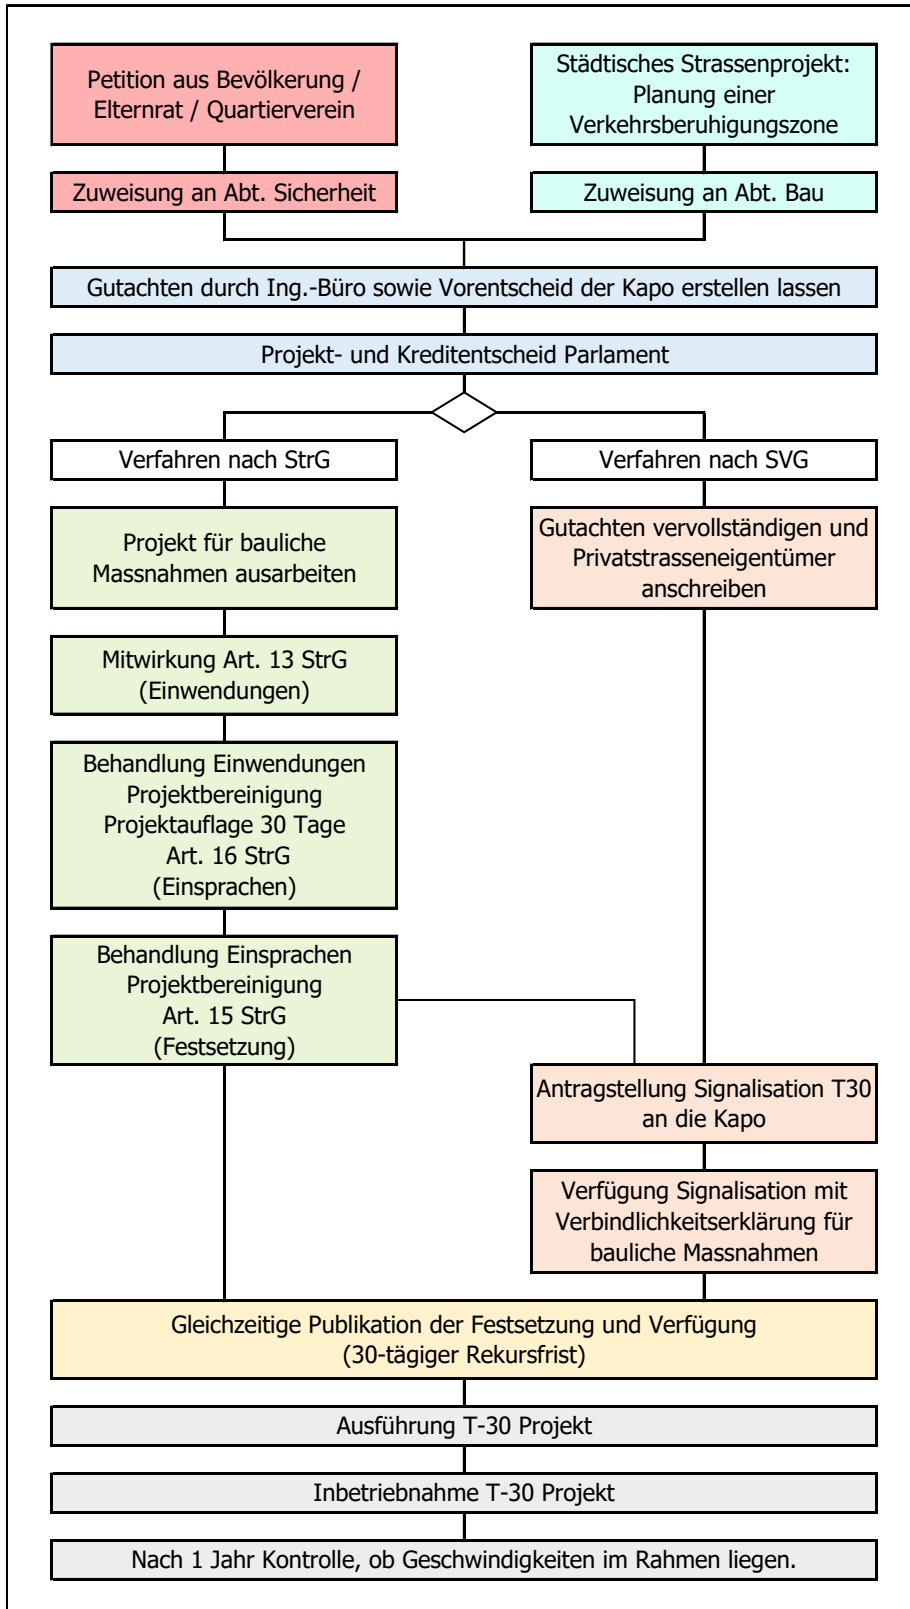 Petition aus Bevölkerung /
Elternrat / Quartierverein
Städtisches Strassenprojekt:
Planung einer
Verkehrsberuhigungszone
Zuweisung an Abt. Sicherheit
Zuweisung an Abt. Bau
Gutachten durch Ing.-Büro sowie Vorentscheid der Kapo erstellen lassen
Projekt- und Kreditentscheid Parlament
Verfahren nach StrG
Verfahren nach SVG
Projekt für bauliche
Massnahmen ausarbeiten
Gutachten vervollständigen und
Privatstrasseneigentümer
anschreiben
Mitwirkung Art. 13 StrG
(Einwendungen)
Behandlung Einwendungen
Projektbereinigung
Projektauflage 30 Tage
Art. 16 StrG
(Einsprachen)
Behandlung Einsprachen
Projektbereinigung
Art. 15 StrG
(Festsetzung)
Antragstellung Signalisation T30
an die Kapo
Verfügung Signalisation mit
Verbindlichkeitserklärung für
bauliche Massnahmen
Gleichzeitige Publikation der Festsetzung und Verfügung
(30-tägiger Rekursfrist)
Ausführung T-30 Projekt
Inbetriebnahme T-30 Projekt
Nach 1 Jahr Kontrolle, ob Geschwindigkeiten im Rahmen liegen.